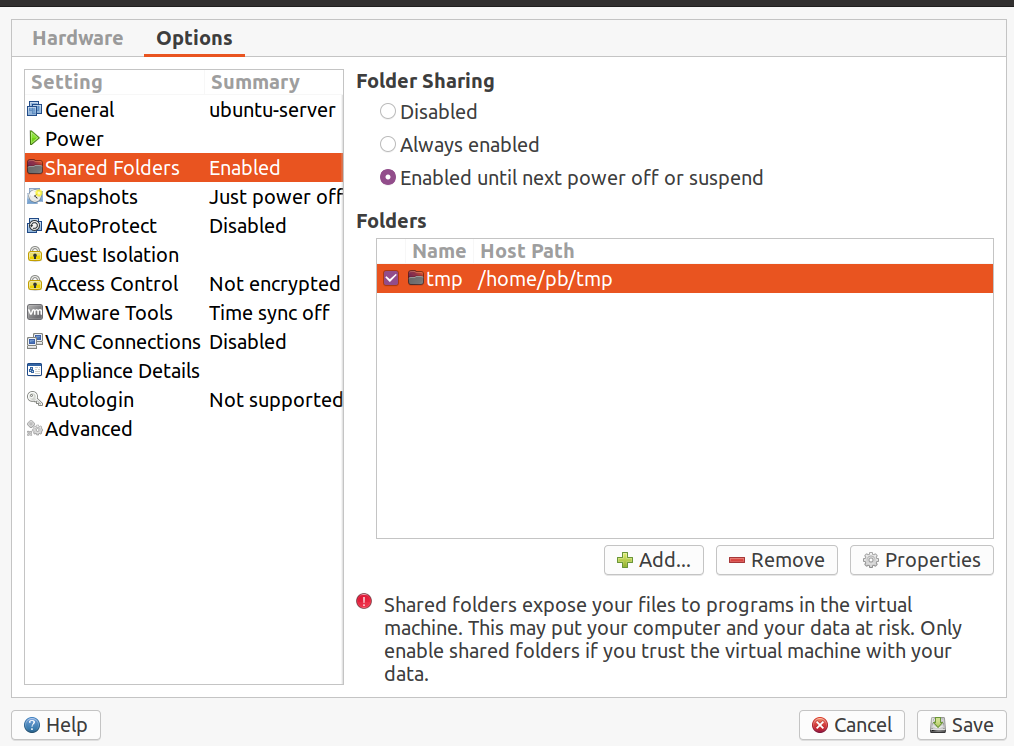 Hardware Options
Setting Summary
General ubuntu-server
Power
Shared Folders Enabled
Snapshots Just power off
AutoProtect Disabled
Guest Isolation
Access Control Not encrypted
VMware Tools Time sync off
VNC Connections Disabled
Appliance Details
Autologin Not supported
Advanced
Folder Sharing
Disabled
Always enabled
Enabled until next power off or suspend
Folders
Name Host Path
tmp /home/pb/tmp
Add... Remove Properties
Shared folders expose your files to programs in the virtual
machine. This may put your computer and your data at risk. Only
enable shared folders if you trust the virtual machine with your
data.
Help Cancel Save